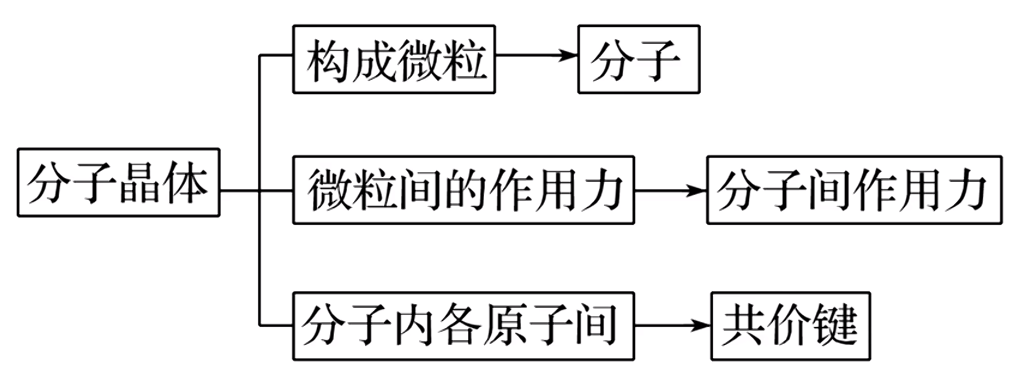 构成微粒
分子
分子晶体
微粒间的作用力
分子间作用力
分子内各原子间
共价键